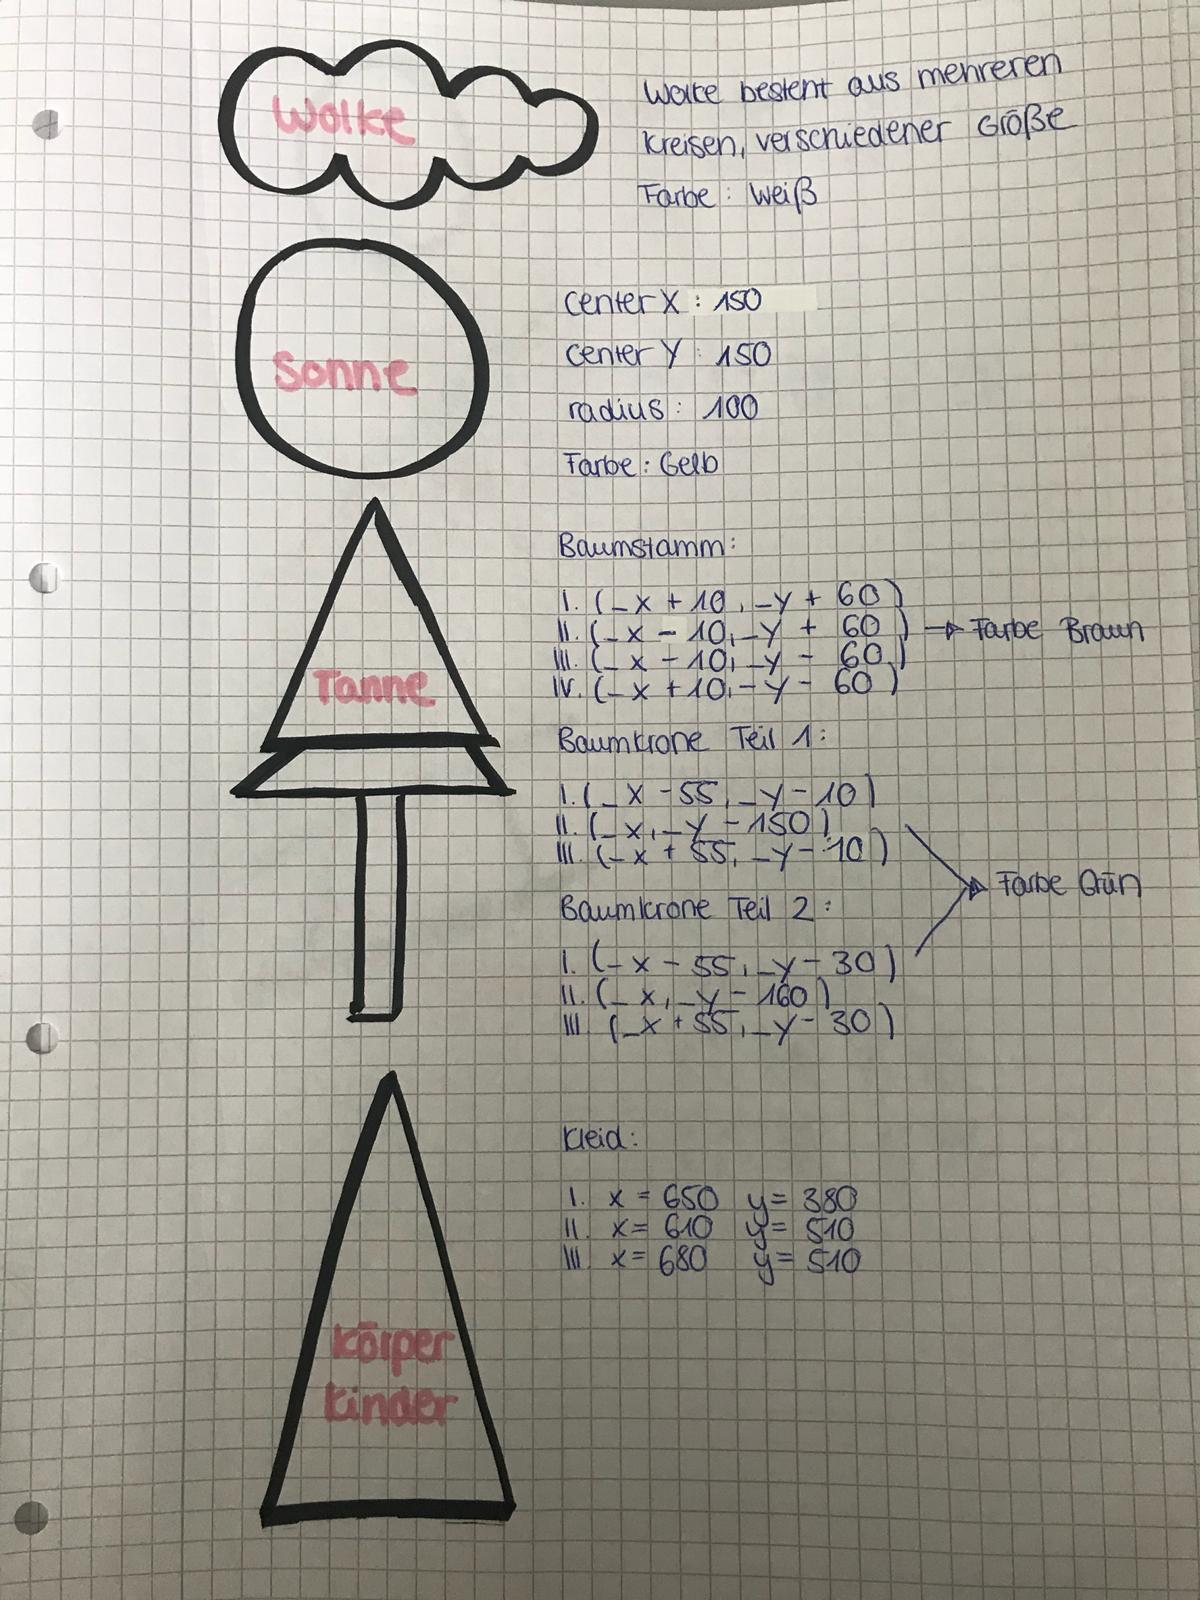 Wolke
Wolke besteht aus mehreren
Kreisen, verschiedener Größe
Farbe: Weiß
Sonne
center X : 150
center Y : 150
radius : 100
Farbe: Gelb
Tanne
Baumstamm:
I. (_x + 10, _y + 60)
II. (_x - 10, _y + 60) → Farbe Braun
III. (_x - 10, _y - 60)
IV. (_x + 10, _y - 60)
Baumkrone Teil 1:
I. (_x - 55, _y - 10)
II. (_x, _y - 150)
III. (_x + 55, _y - 10)
Farbe Grün
Baumkrone Teil 2:
I. (_x - 55, _y - 30)
II. (_x, _y - 160)
III. (_x + 55, _y - 30)
Körper
Kinder
Kleid:
I. x = 650 y = 380
II. x = 610 y = 510
III. x = 680 y = 510